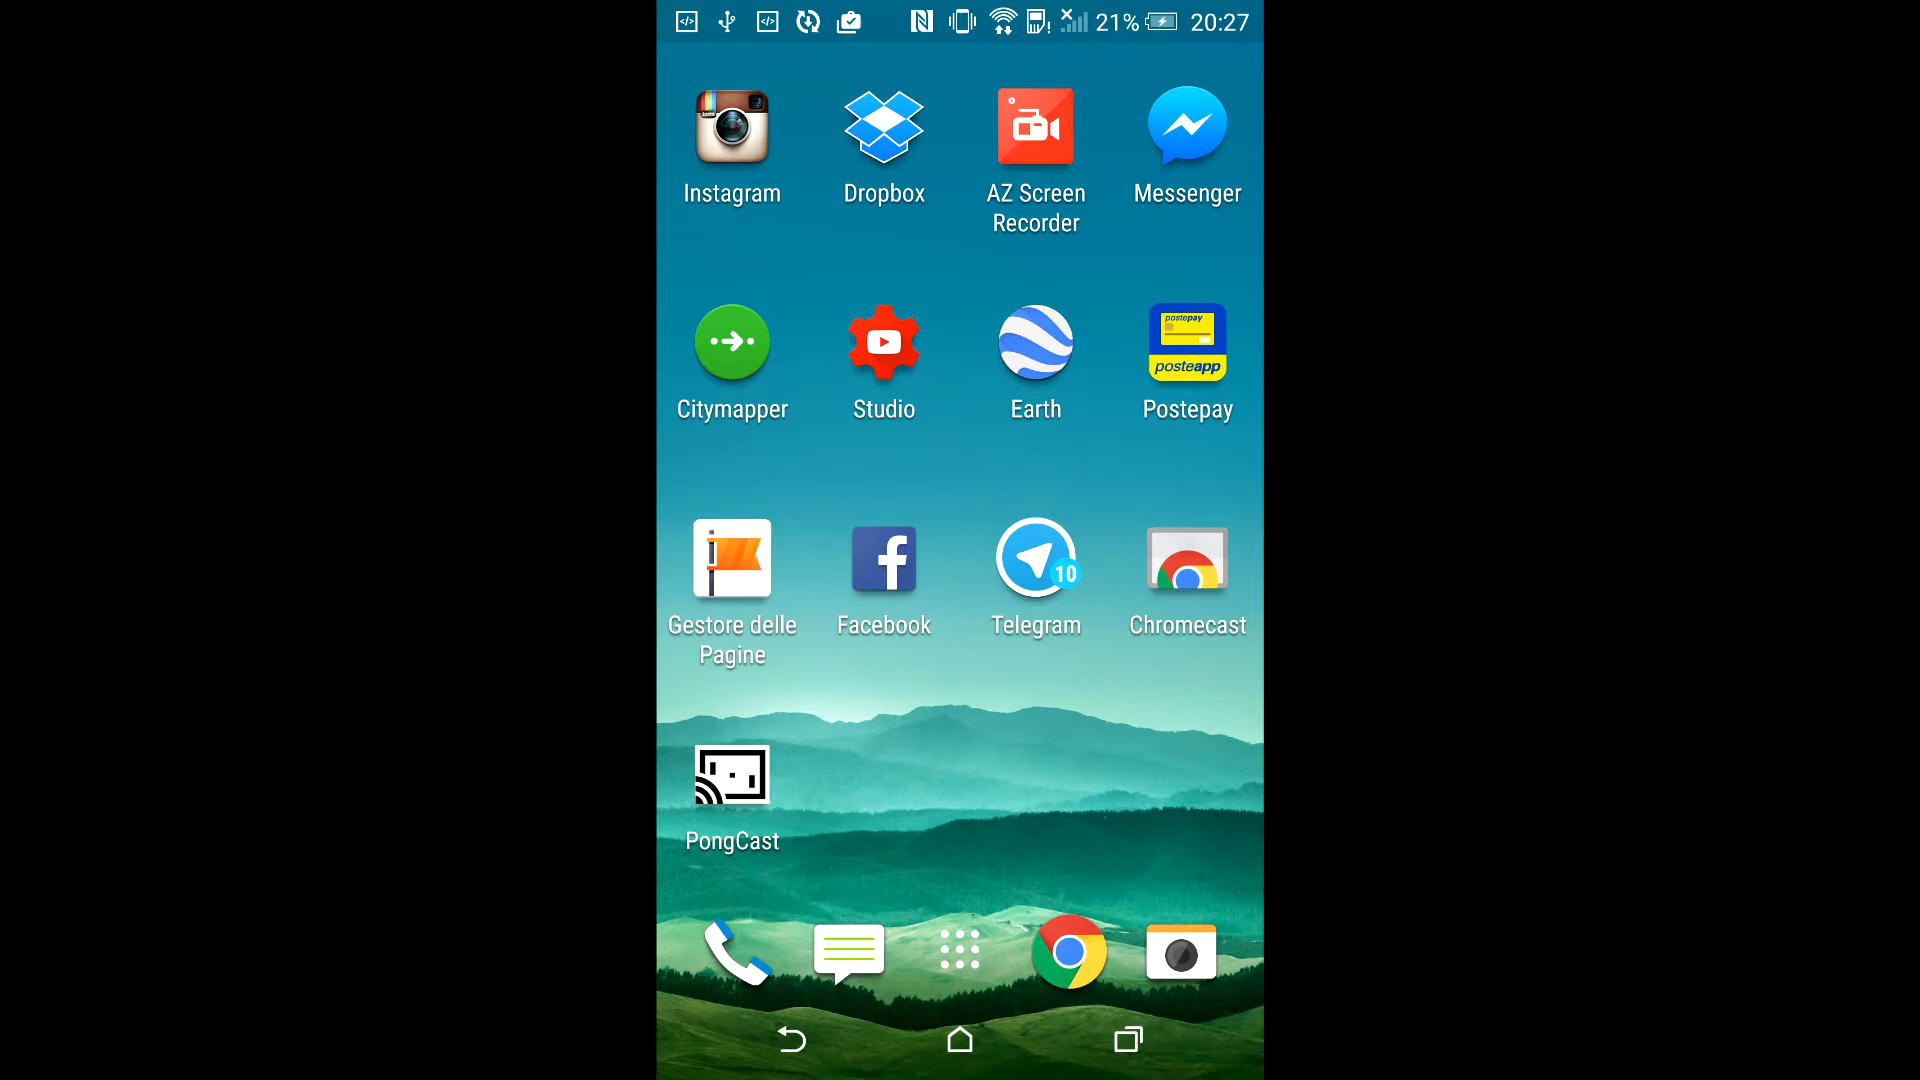 21% 20:27
Instagram Dropbox AZ Screen Messenger
Recorder
postepay
posteapp
Citymapper Studio Earth Postepay
10
Gestore delle Facebook Telegram Chromecast
Pagine
PongCast